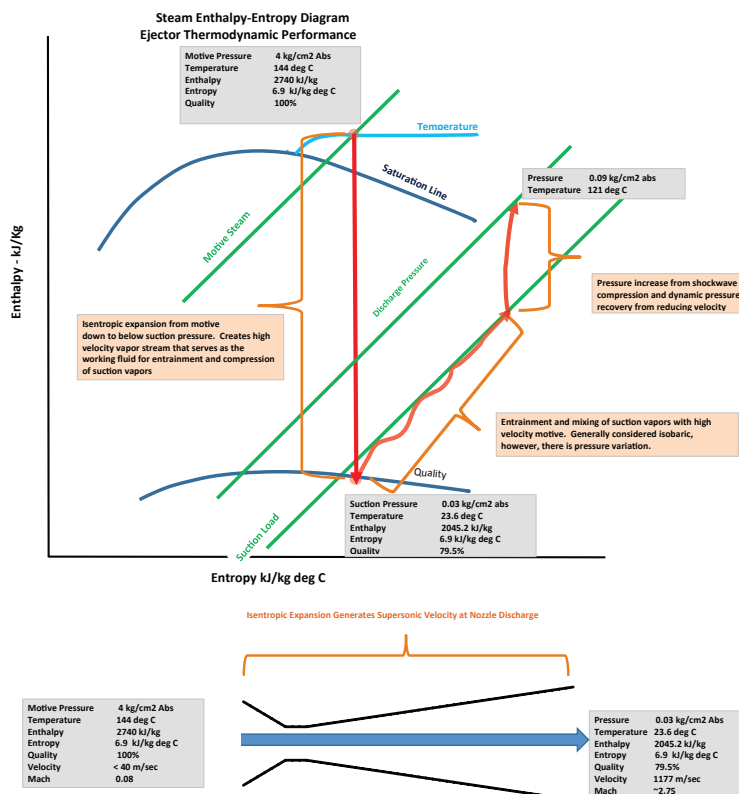 Steam Enthalpy-Entropy Diagram
Ejector Thermodynamic Performance
Motive Pressure 4 kg/cm2 Abs
Temperature 144 deg C
Enthalpy 2740 kJ/kg
Entropy 6.9 kJ/kg deg C
Quality 100%
Temperature
Saturation Line
Pressure 0.09 kg/cm2 abs
Temperature 121 deg C
Motive Steam
Discharge Pressure
Enthalpy - kJ/Kg
Pressure increase from shockwave
compression and dynamic pressure
recovery from reducing velocity
Isentropic expansion from motive
down to below suction pressure. Creates high
velocity vapor stream that serves as the
working fluid for entrainment and compression
of suction vapors
Entrainment and mixing of suction vapors with high
velocity motive. Generally considered isobaric,
however, there is pressure variation.
Quality
Suction Load
Suction Pressure 0.03 kg/cm2 abs
Temperature 23.6 deg C
Enthalpy 2045.2 kJ/kg
Entropy 6.9 kJ/kg deg C
Quality 79.5%
Entropy kJ/kg deg C
Isentropic Expansion Generates Supersonic Velocity at Nozzle Discharge
Motive Pressure 4 kg/cm2 Abs
Temperature 144 deg C
Enthalpy 2740 kJ/kg
Entropy 6.9 kJ/kg deg C
Quality 100%
Velocity < 40 m/sec
Mach 0.08
Pressure 0.03 kg/cm2 Abs
Temperature 23.6 deg C
Enthalpy 2045.2 kJ/kg
Entropy 6.9 kJ/kg deg C
Quality 79.5%
Velocity 1177 m/sec
Mach ~2.75